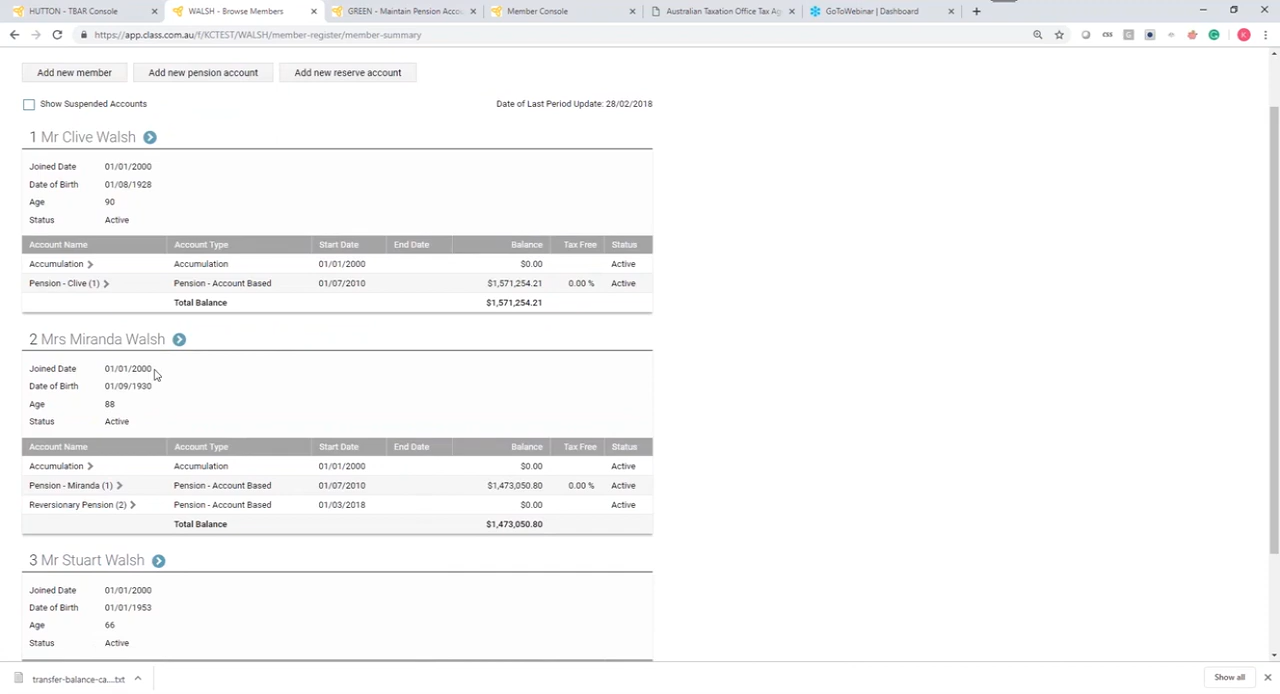 HUTTON - TBAR Console
WALSH - Browse Members
GREEN - Maintain Pension Acco
Member Console
Australian Taxation Office Tax Ag
GoToWebinar | Dashboard
https://app.class.com.au/f/KCTEST/WALSH/member-register/member-summary
Add new member Add new pension account Add new reserve account
Show Suspended Accounts Date of Last Period Update: 28/02/2018
1 Mr Clive Walsh
Joined Date 01/01/2000
Date of Birth 01/08/1928
Age 90
Status Active
Account Name Account Type Start Date End Date Balance Tax Free Status
Accumulation Accumulation 01/01/2000 $0.00 Active
Pension - Clive (1) Pension - Account Based 01/07/2010 $1,571,254.21 0.00 % Active
Total Balance $1,571,254.21
2 Mrs Miranda Walsh
Joined Date 01/01/2000
Date of Birth 01/09/1930
Age 88
Status Active
Account Name Account Type Start Date End Date Balance Tax Free Status
Accumulation Accumulation 01/01/2000 $0.00 Active
Pension - Miranda (1) Pension - Account Based 01/07/2010 $1,473,050.80 0.00 % Active
Reversionary Pension (2) Pension - Account Based 01/03/2018 $0.00 Active
Total Balance $1,473,050.80
3 Mr Stuart Walsh
Joined Date 01/01/2000
Date of Birth 01/01/1953
Age 66
Status Active
transfer-balance-ca....txt Show all